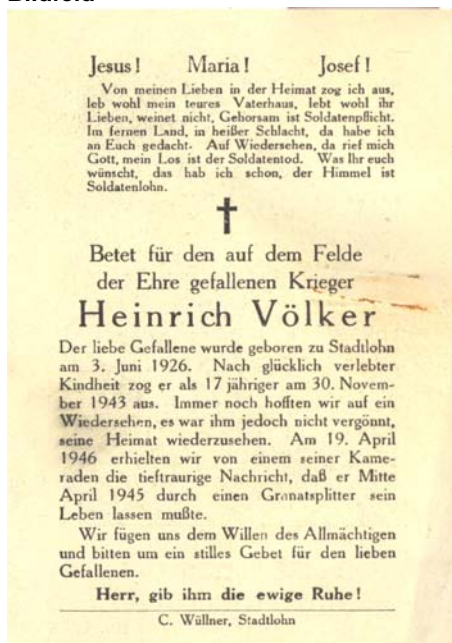 Jesus! Maria! Josef!
Von meinen Lieben in der Heimat zog ich aus,
leb wohl mein teures Vaterhaus, lebt wohl ihr
Lieben, weinet nicht, Gehorsam ist Soldatenpflicht.
Im fernen Land, in heißer Schlacht, da habe ich
an Euch gedacht. Auf Wiedersehen, da rief mich
Gott, mein Los ist der Soldatentod. Was Ihr euch
wünscht, das hab ich schon, der Himmel ist
Soldatenlohn.
Betet für den auf dem Felde
der Ehre gefallenen Krieger
Heinrich Völker
Der liebe Gefallene wurde geboren zu Stadtlohn
am 3. Juni 1926. Nach glücklich verlebter
Kindheit zog er als 17 jähriger am 30. Novem-
ber 1943 aus. Immer noch hofften wir auf ein
Wiedersehen, es war ihm jedoch nicht vergönnt,
seine Heimat wiederzusehen. Am 19. April
1946 erhielten wir von einem seiner Kame-
raden die tieftraurige Nachricht, daß er Mitte
April 1945 durch einen Granatsplitter sein
Leben lassen mußte.
Wir fügen uns dem Willen des Allmächtigen
und bitten um ein stilles Gebet für den lieben
Gefallenen.
Herr, gib ihm die ewige Ruhe!
C. Wüllner, Stadtlohn